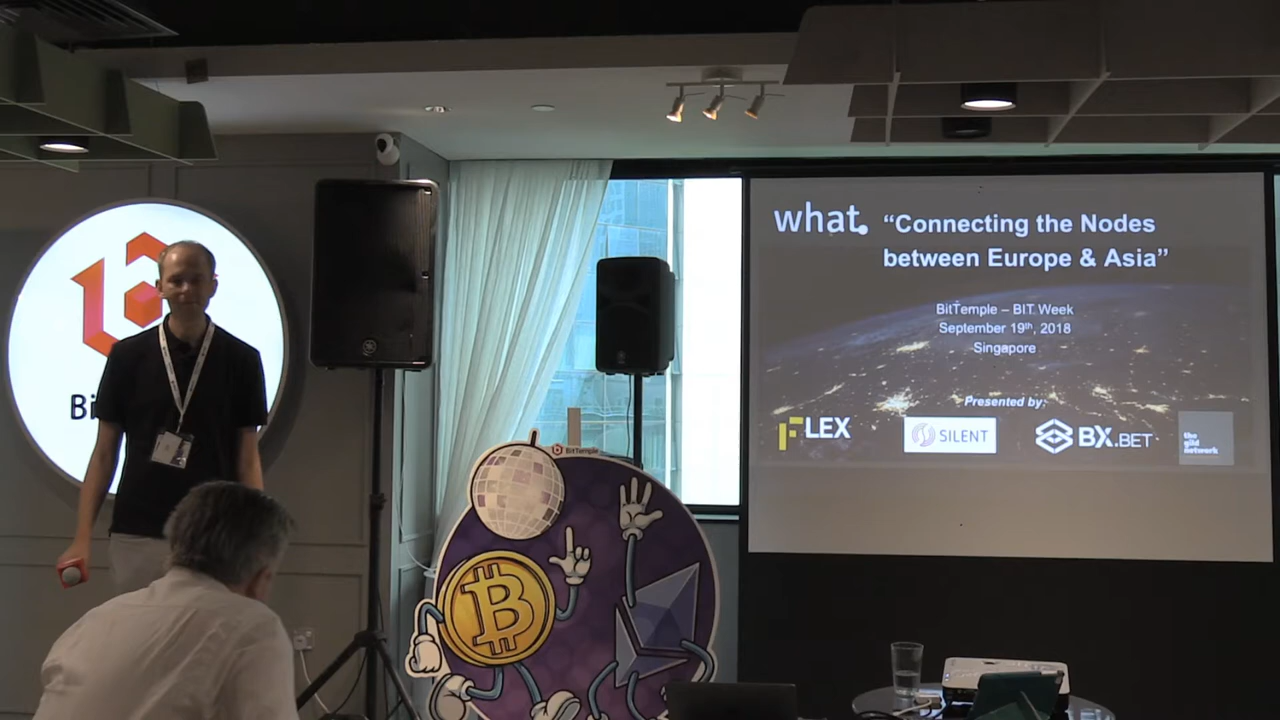 what.
“Connecting the Nodes
between Europe & Asia”
BitTemple – BIT Week
September 19th, 2018
Singapore
Presented by:
FLEX
SILENT
BX.BET
the
gild
network
Bi
BitTemple
B